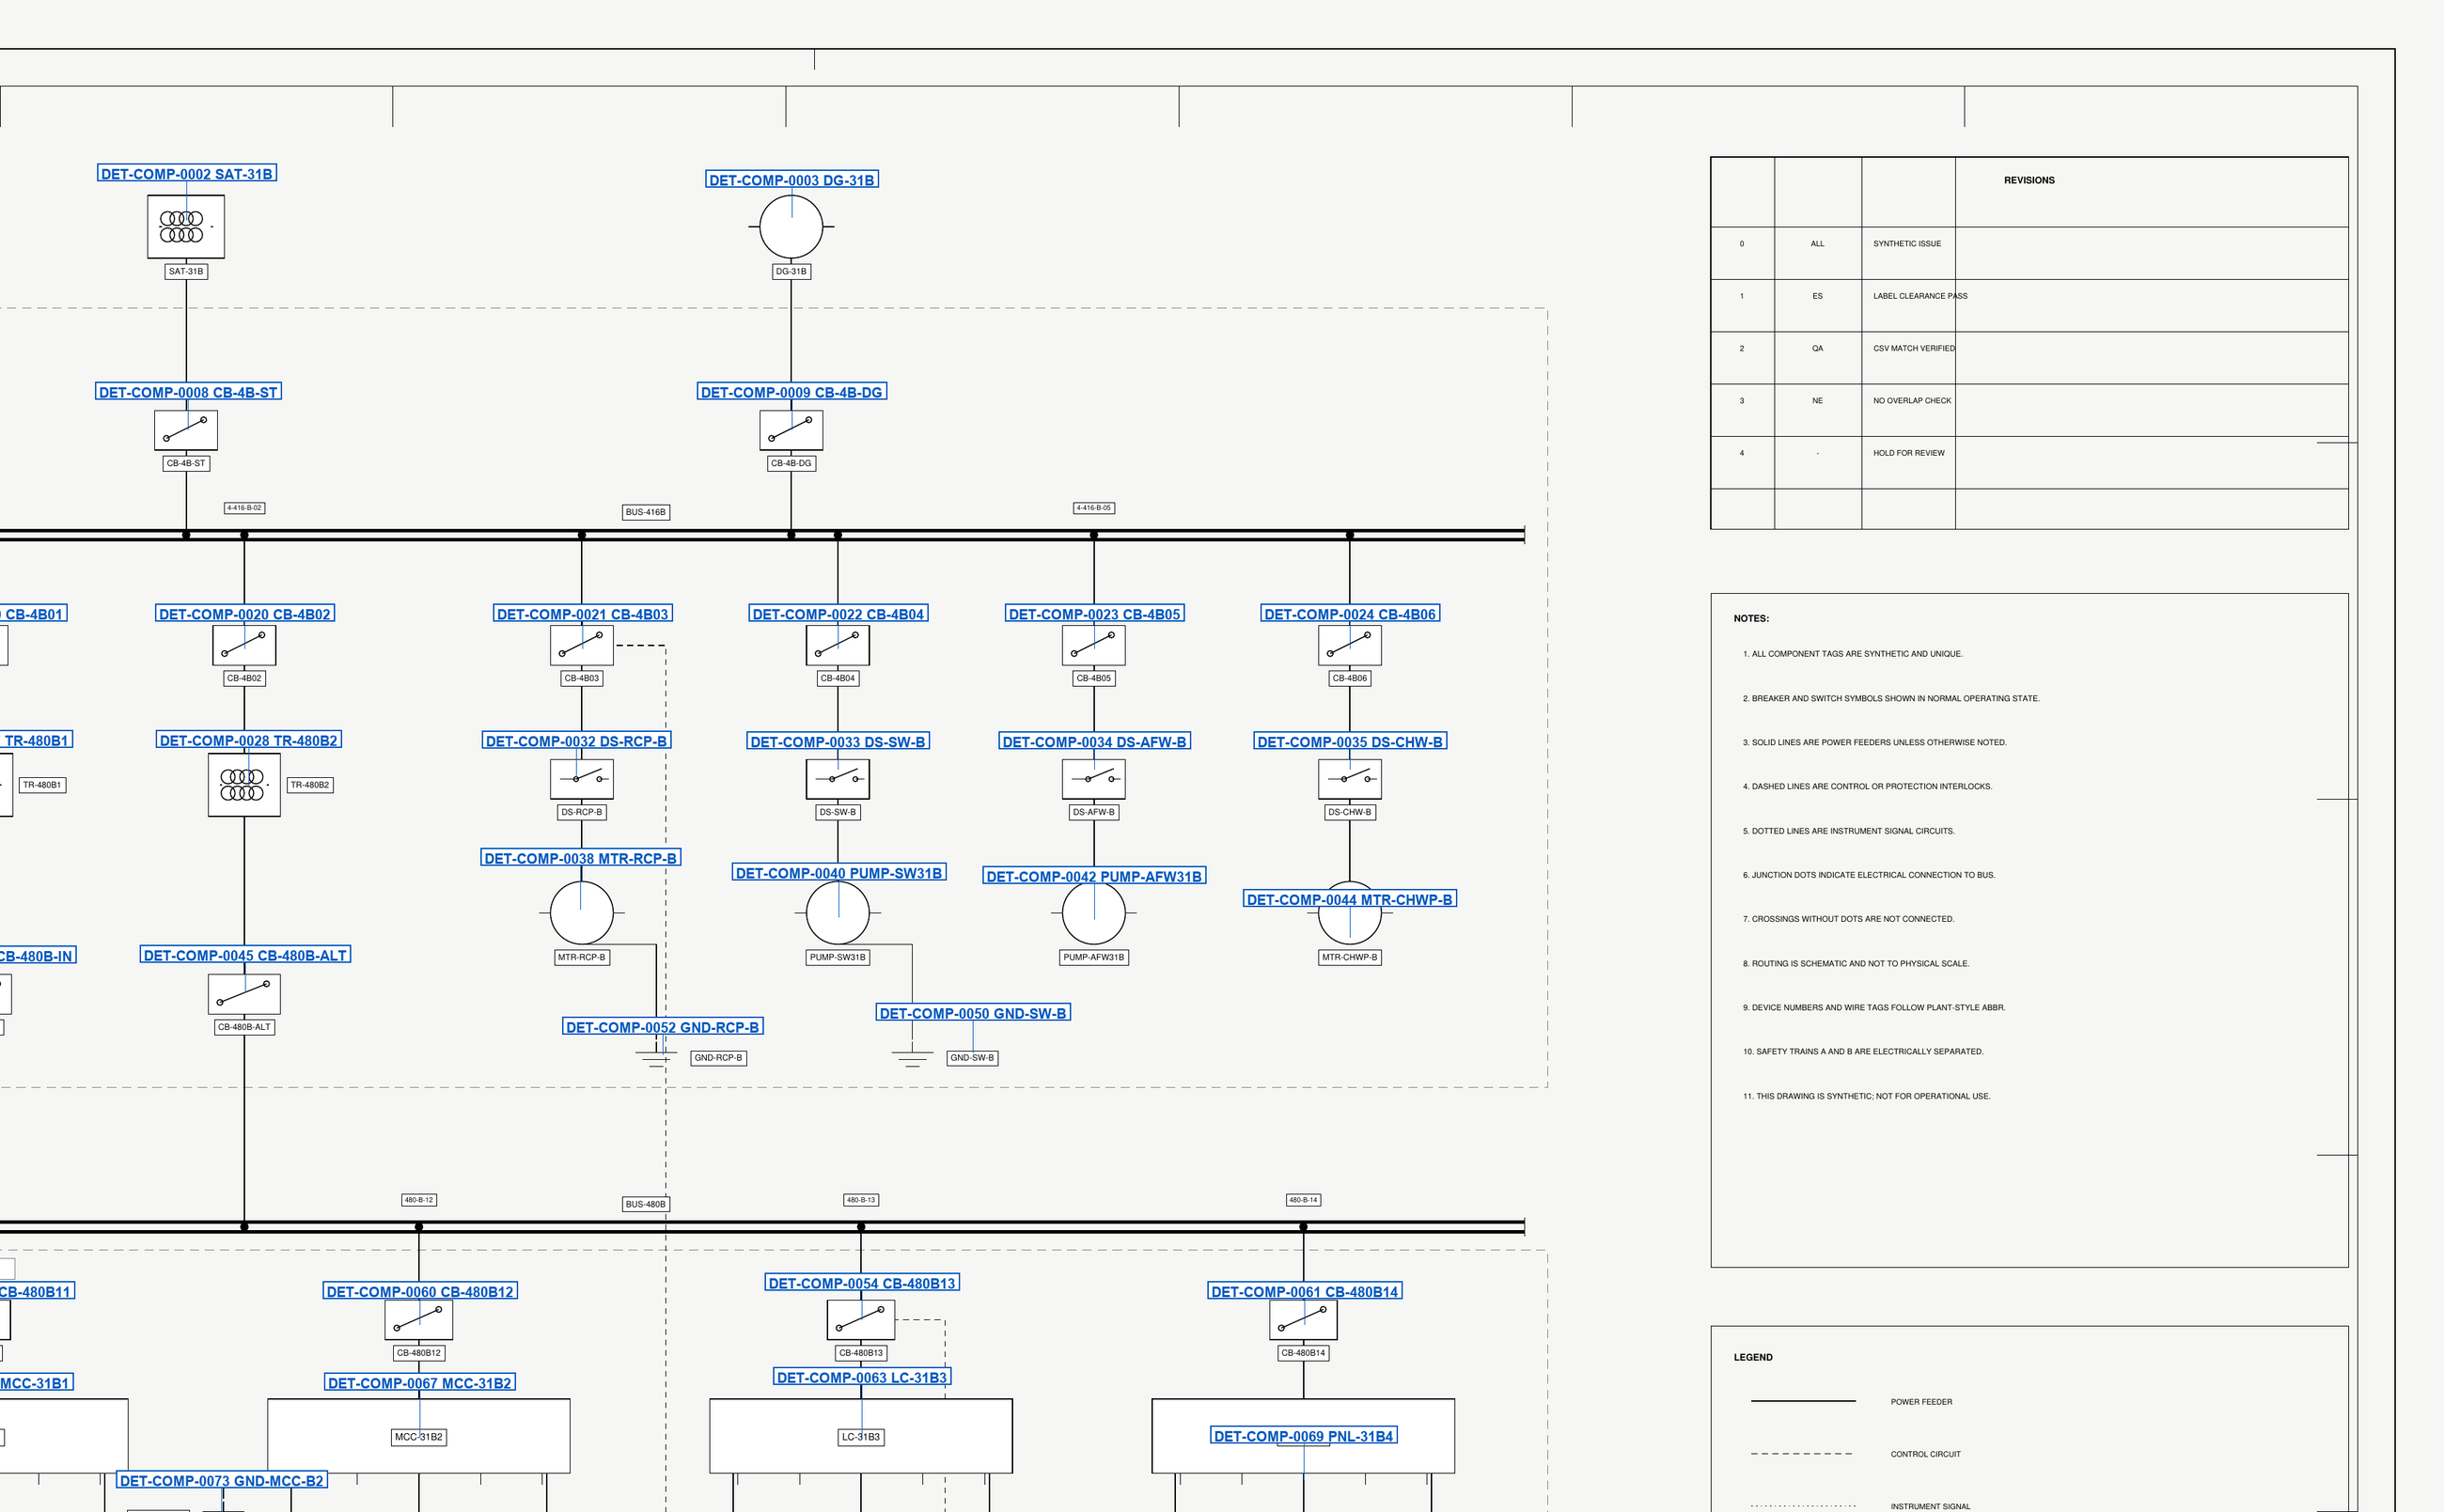 DET-COMP-0002 SAT-31B
DET-COMP-0003 DG-31B
SAT-31B
DG-31B
DET-COMP-0008 CB-4B-ST
DET-COMP-0009 CB-4B-DG
CB-4B-ST
CB-4B-DG
4-416-B-02
BUS-416B
4-416-B-05
CB-4B01
DET-COMP-0020 CB-4B02
DET-COMP-0021 CB-4B03
DET-COMP-0022 CB-4B04
DET-COMP-0023 CB-4B05
DET-COMP-0024 CB-4B06
CB-4B02
CB-4B03
CB-4B04
CB-4B05
CB-4B06
TR-480B1
DET-COMP-0028 TR-480B2
DET-COMP-0032 DS-RCP-B
DET-COMP-0033 DS-SW-B
DET-COMP-0034 DS-AFW-B
DET-COMP-0035 DS-CHW-B
TR-480B1
TR-480B2
DS-RCP-B
DS-SW-B
DS-AFW-B
DS-CHW-B
DET-COMP-0038 MTR-RCP-B
DET-COMP-0040 PUMP-SW31B
DET-COMP-0042 PUMP-AFW31B
DET-COMP-0044 MTR-CHWP-B
CB-480B-IN
DET-COMP-0045 CB-480B-ALT
MTR-RCP-B
PUMP-SW31B
PUMP-AFW31B
MTR-CHWP-B
CB-480B-ALT
DET-COMP-0052 GND-RCP-B
DET-COMP-0050 GND-SW-B
GND-RCP-B
GND-SW-B
480-B-12
BUS-480B
480-B-13
480-B-14
CB-480B11
DET-COMP-0060 CB-480B12
DET-COMP-0054 CB-480B13
DET-COMP-0061 CB-480B14
CB-480B12
CB-480B13
CB-480B14
MCC-31B1
DET-COMP-0067 MCC-31B2
DET-COMP-0063 LC-31B3
MCC-31B2
LC-31B3
DET-COMP-0069 PNL-31B4
DET-COMP-0073 GND-MCC-B2
REVISIONS
0 ALL SYNTHETIC ISSUE
1 ES LABEL CLEARANCE PASS
2 QA CSV MATCH VERIFIED
3 NE NO OVERLAP CHECK
4 - HOLD FOR REVIEW
NOTES:
1. ALL COMPONENT TAGS ARE SYNTHETIC AND UNIQUE.
2. BREAKER AND SWITCH SYMBOLS SHOWN IN NORMAL OPERATING STATE.
3. SOLID LINES ARE POWER FEEDERS UNLESS OTHERWISE NOTED.
4. DASHED LINES ARE CONTROL OR PROTECTION INTERLOCKS.
5. DOTTED LINES ARE INSTRUMENT SIGNAL CIRCUITS.
6. JUNCTION DOTS INDICATE ELECTRICAL CONNECTION TO BUS.
7. CROSSINGS WITHOUT DOTS ARE NOT CONNECTED.
8. ROUTING IS SCHEMATIC AND NOT TO PHYSICAL SCALE.
9. DEVICE NUMBERS AND WIRE TAGS FOLLOW PLANT-STYLE ABBR.
10. SAFETY TRAINS A AND B ARE ELECTRICALLY SEPARATED.
11. THIS DRAWING IS SYNTHETIC; NOT FOR OPERATIONAL USE.
LEGEND
POWER FEEDER
CONTROL CIRCUIT
INSTRUMENT SIGNAL